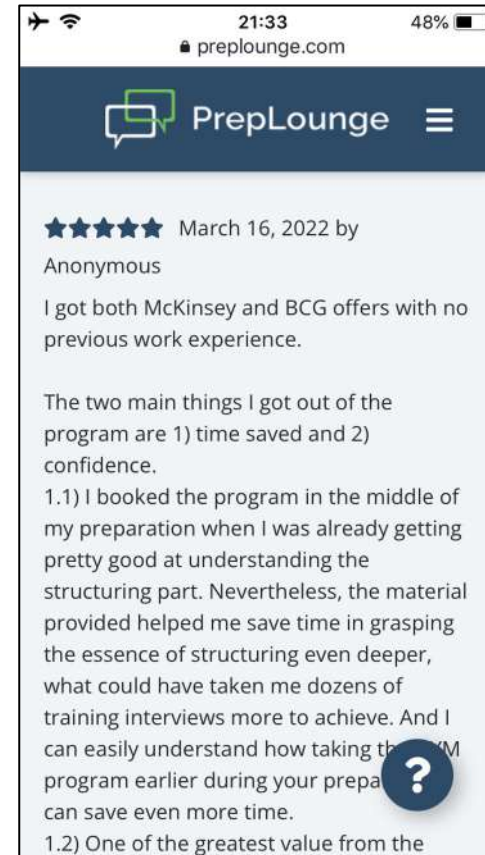 21:33
48%
preplounge.com
PrepLounge
March 16, 2022 by
Anonymous
I got both McKinsey and BCG offers with no
previous work experience.
The two main things I got out of the
program are 1) time saved and 2)
confidence.
1.1) I booked the program in the middle of
my preparation when I was already getting
pretty good at understanding the
structuring part. Nevertheless, the material
provided helped me save time in grasping
the essence of structuring even deeper,
what could have taken me dozens of
training interviews more to achieve. And I
can easily understand how taking
program earlier during your ?
can save even more time.
1.2) One of the greatest value from the